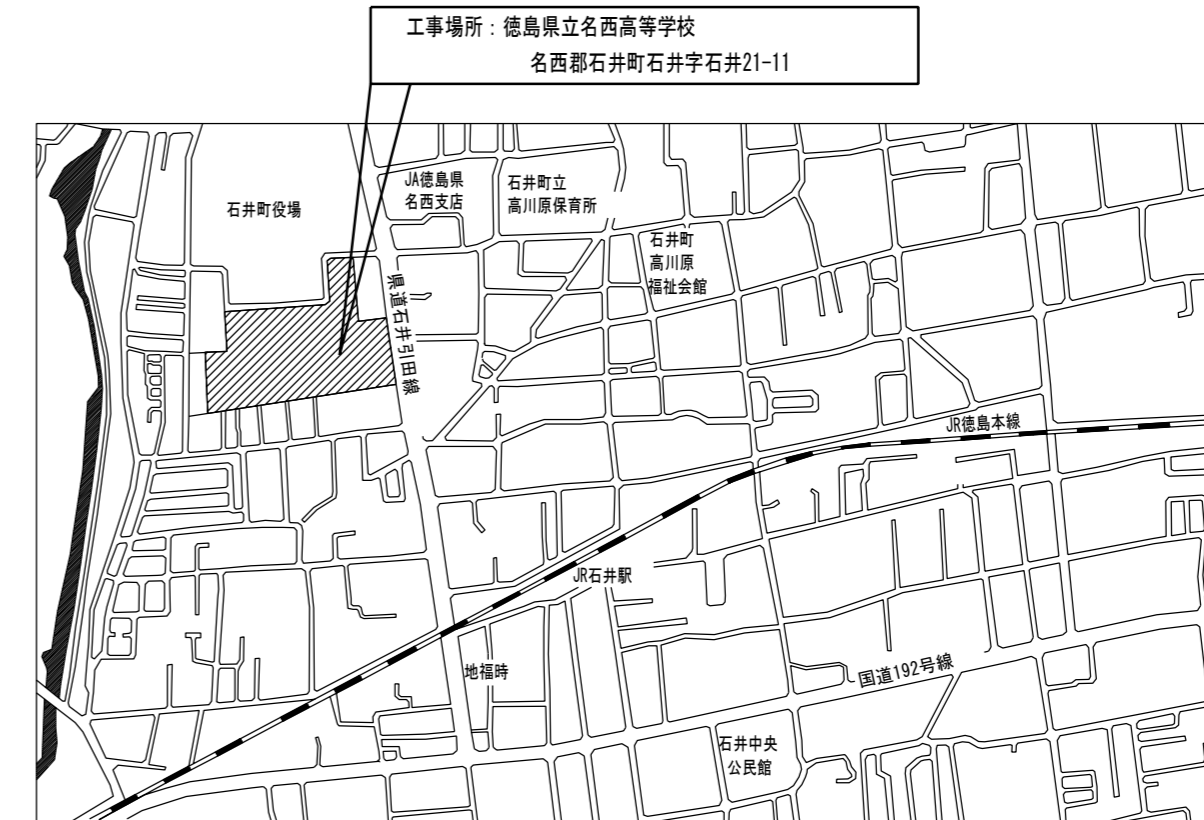 工事場所：徳島県立名西高等学校
名西郡石井町石井字石井21-11
JA徳島県
名西支店
石井町立
高川原保育所
石井町役場
石井町
高川原
福祉会館
県道石井引田線
JR徳島本線
JR石井駅
地福時
国道192号線
石井中央
公民館